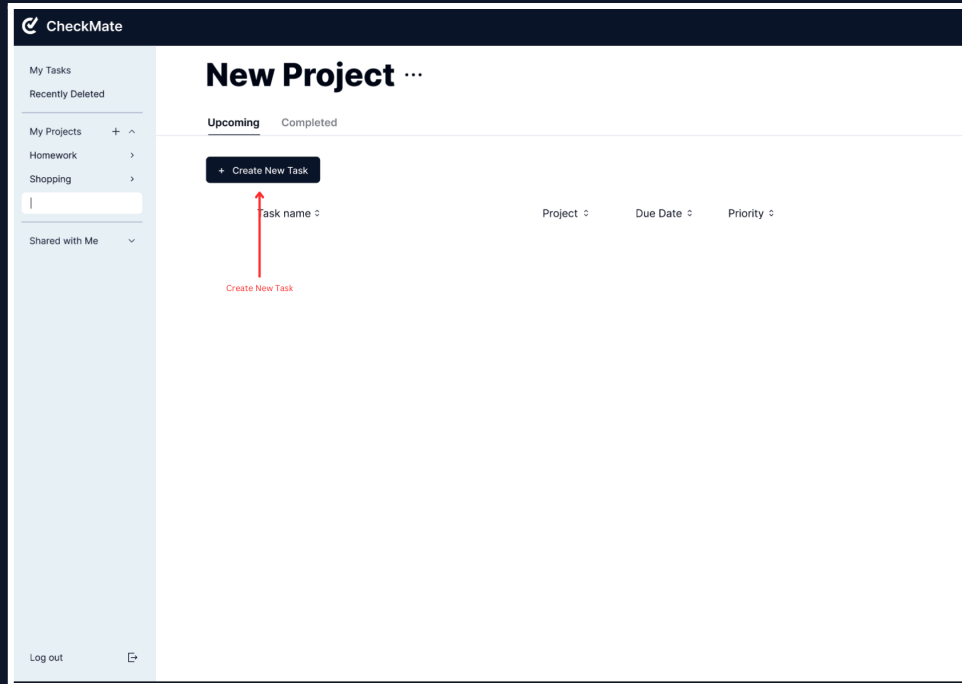 CheckMate
My Tasks
Recently Deleted
My Projects
Homework
Shopping
Shared with Me
Log out
New Project ...
Upcoming Completed
+ Create New Task
Task name Project Due Date Priority
Create New Task